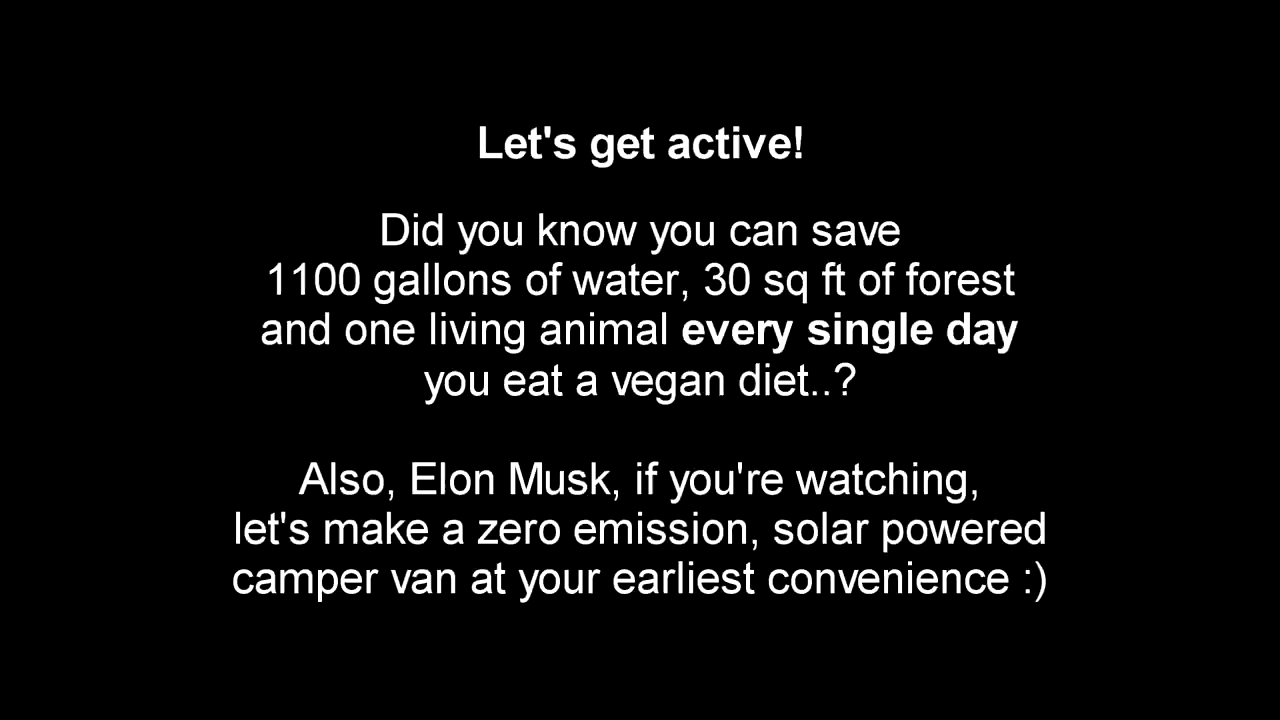 Let's get active!
Did you know you can save
1100 gallons of water, 30 sq ft of forest
and one living animal every single day
you eat a vegan diet..?
Also, Elon Musk, if you're watching,
let's make a zero emission, solar powered
camper van at your earliest convenience :)